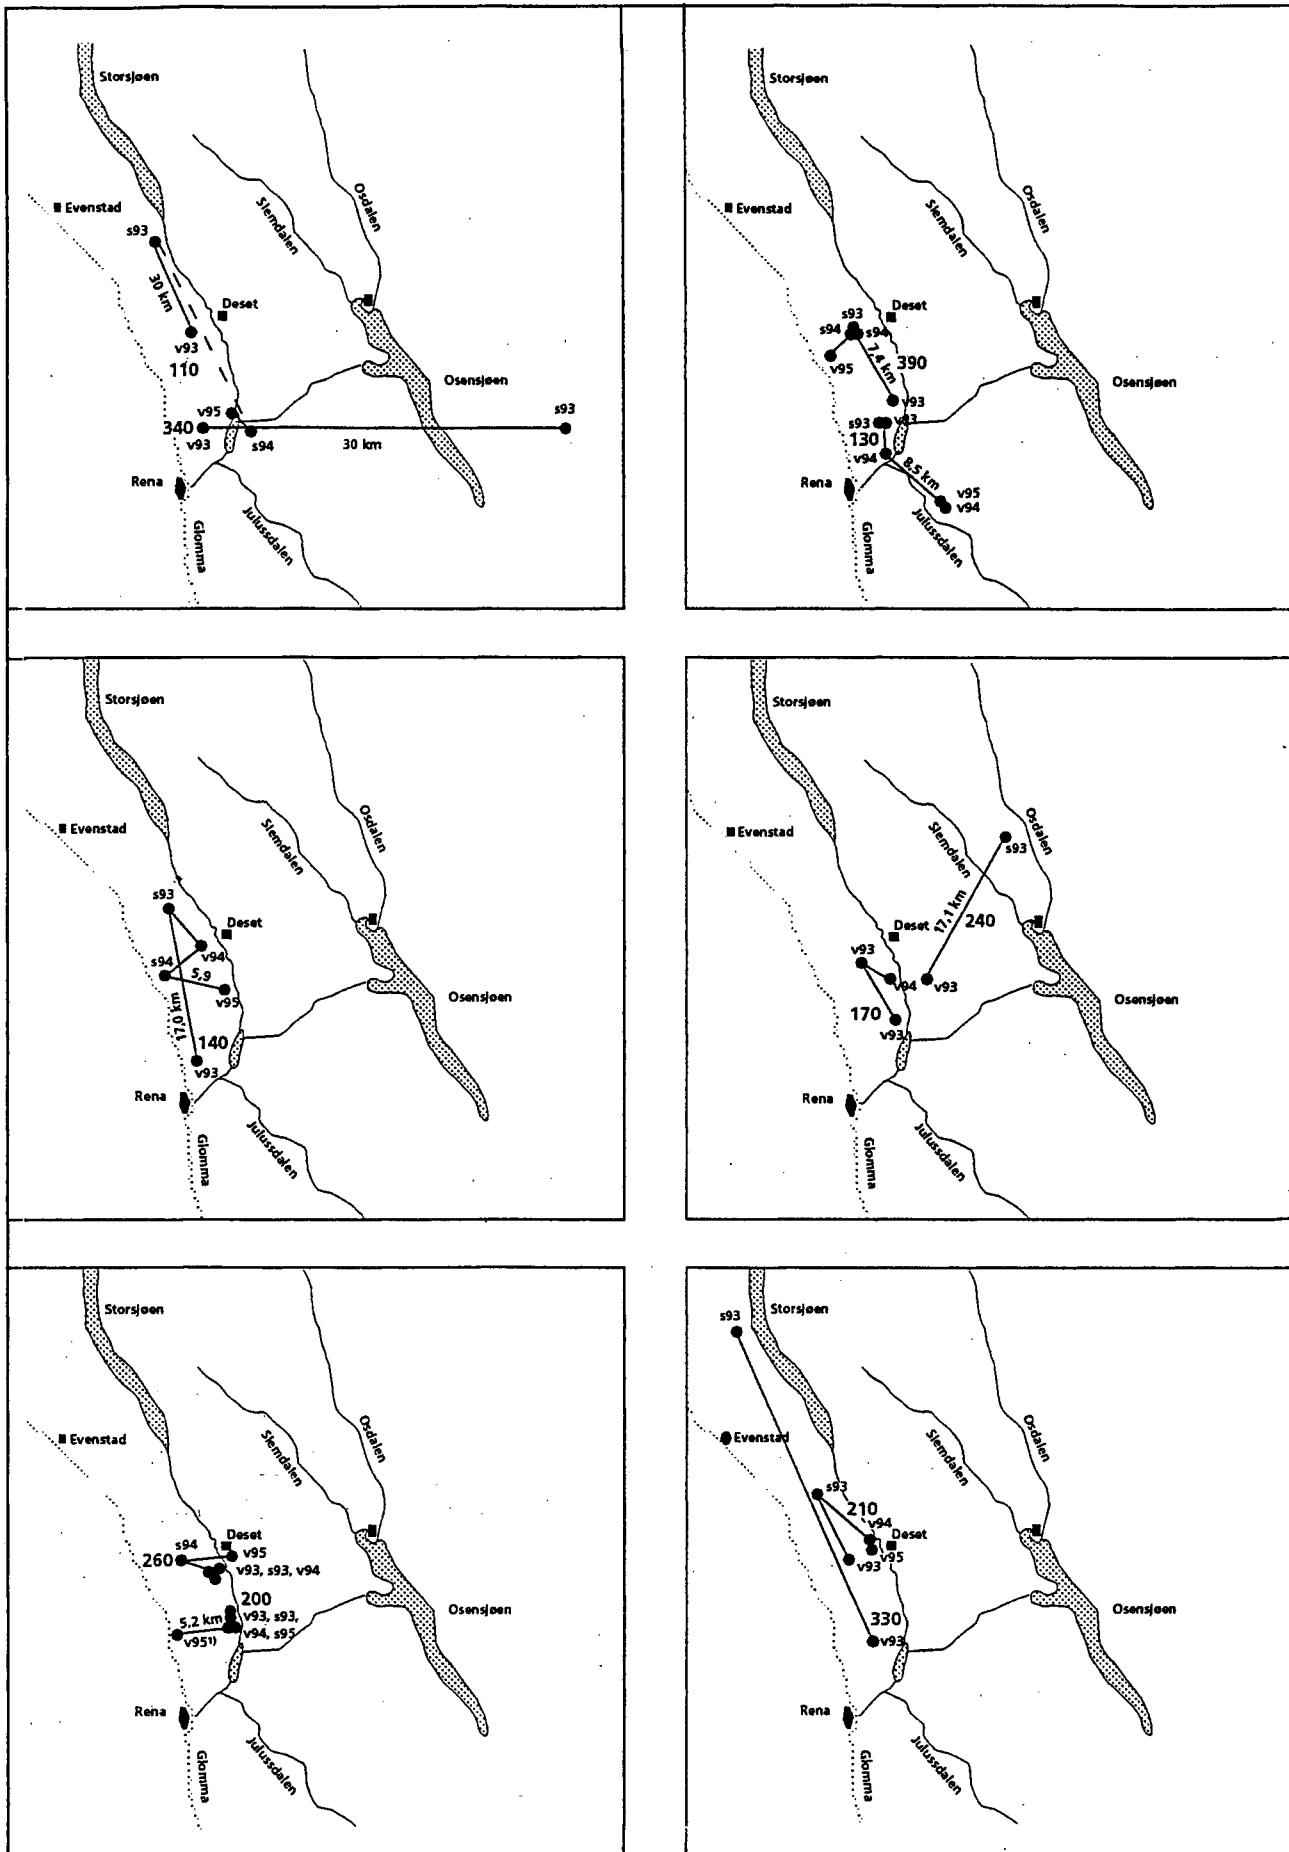 Storsjøen
Evenstad
Slemdalen
Osdalen
s93
30 km
Deset
v93
110
Osensjøen
v95
s93
340
v93
s94
30 km
Rena
Glomma
Julussdalen
Storsjøen
Evenstad
Slemdalen
Osdalen
s93
Deset
s94
s94
7,4 km
390
v95
Osensjøen
v93
s93
v93
130
v94
8,5 km
Rena
v95
v94
Glomma
Julussdalen
Storsjøen
Evenstad
Slemdalen
Osdalen
s93
Deset
v94
s94
5,9
v95
Osensjøen
17,0 km
140
v93
Rena
Glomma
Julussdalen
Storsjøen
Evenstad
Slemdalen
Osdalen
s93
17,1 km
240
Deset
v93
v94
v93
Osensjøen
170
v93
Rena
Glomma
Julussdalen
Storsjøen
Evenstad
Slemdalen
Osdalen
Deset
s94
v95
260
v93, s93, v94
200
5,2 km
v93, s93,
v95¹⁾
v94, s95
Osensjøen
Rena
Glomma
Julussdalen
s93
Storsjøen
Evenstad
Slemdalen
Osdalen
s93
210
v94
Deset
v93
v95
Osensjøen
330
v93
Rena
Glomma
Julussdalen